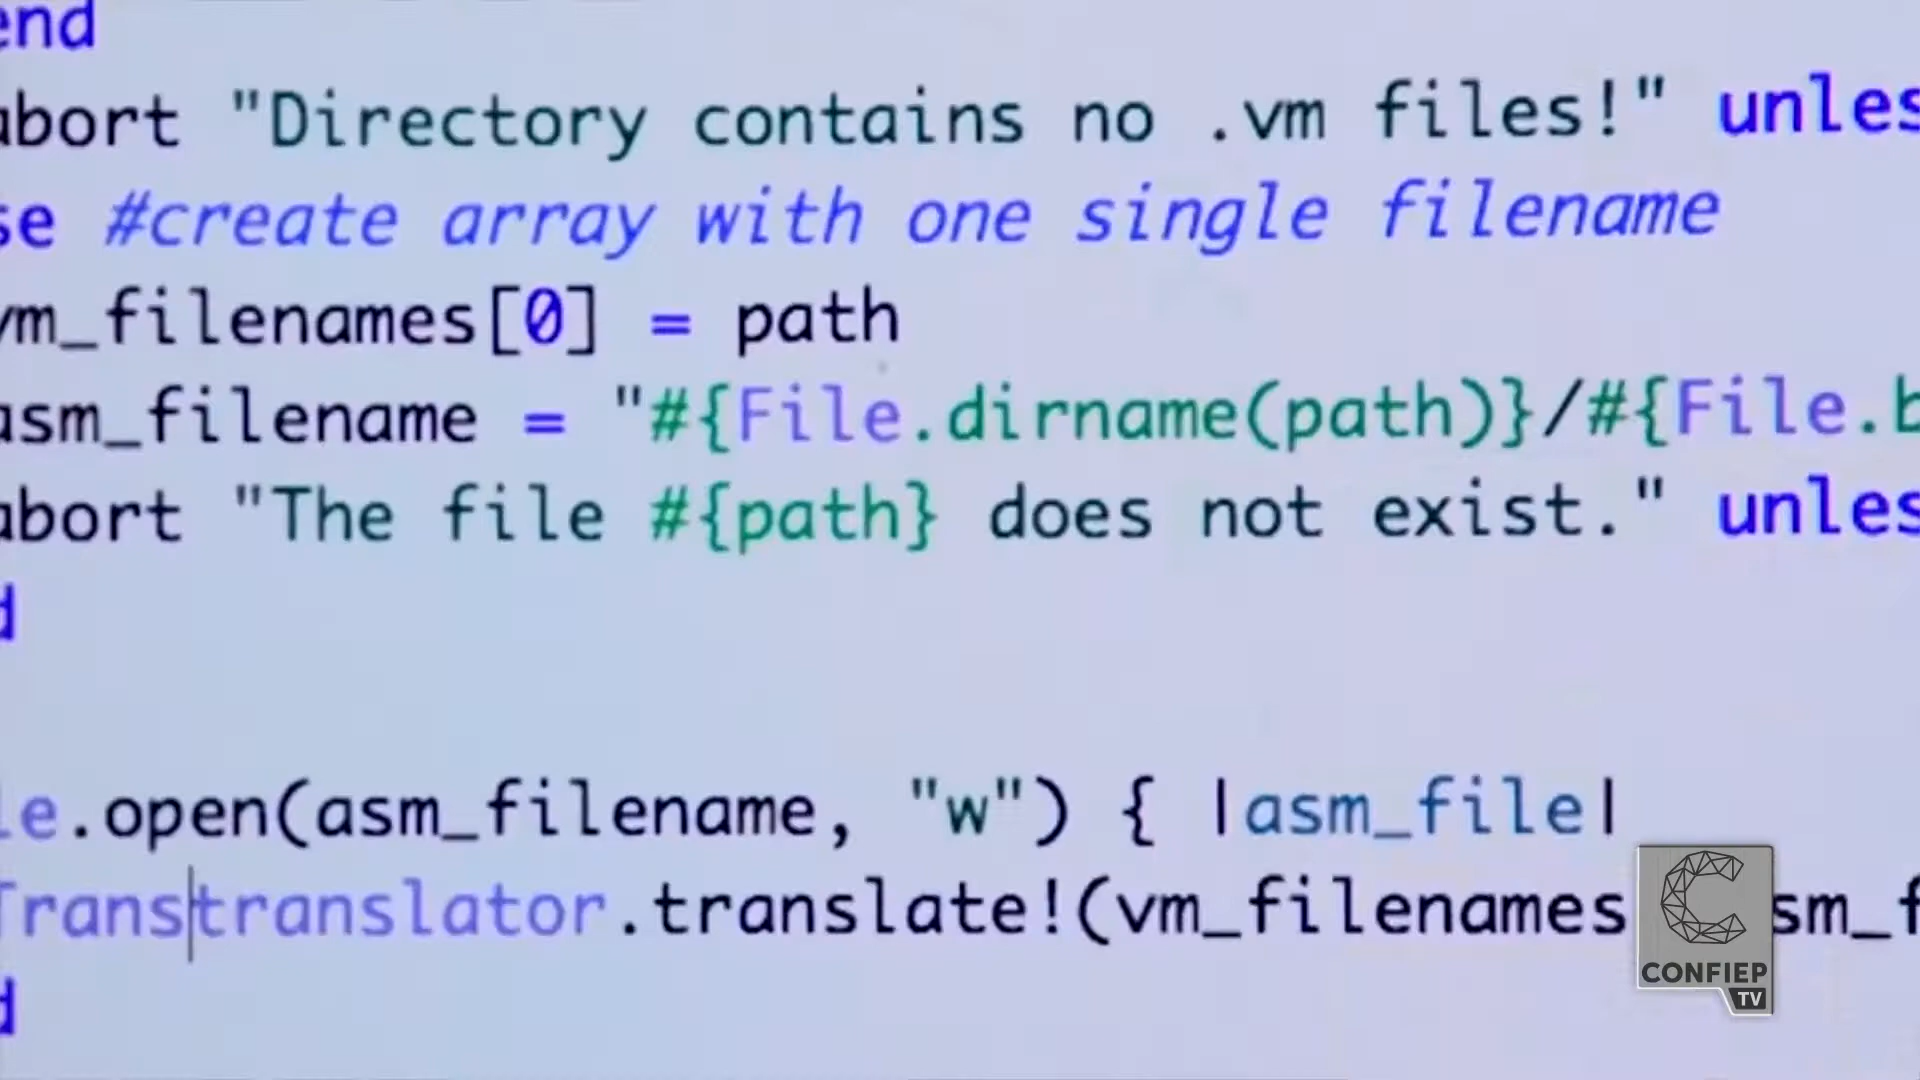 end
abort "Directory contains no .vm files!" unles
se #create array with one single filename
vm_filenames[0] = path
asm_filename = "#{File.dirname(path)}/#{File.b
abort "The file #{path} does not exist." unles
d
le.open(asm_filename, "w") { |asm_file|
Transtranslator.translate!(vm_filenames sm_f
d
CONFIEP
TV